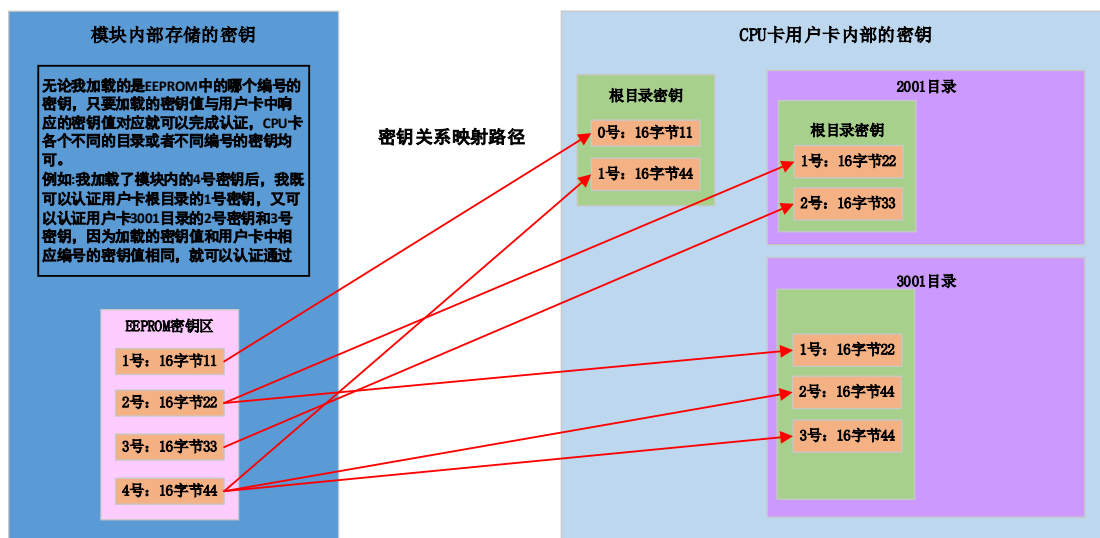 模块内部存储的密钥
无论我加载的是EEPROM中的哪个编号的
密钥，只要加载的密钥值与用户卡中响
应的密钥值对应就可以完成认证，CPU卡
各个不同的目录或者不同编号的密钥均
可。
例如:我加载了模块内的4号密钥后，我既
可以认证用户卡根目录的1号密钥，又可
以认证用户卡3001目录的2号密钥和3号
密钥，因为加载的密钥值和用户卡中相
应编号的密钥值相同，就可以认证通过
EEPROM密钥区
1号：16字节11
2号：16字节22
3号：16字节33
4号：16字节44
密钥关系映射路径
CPU卡用户卡内部的密钥
根目录密钥
0号：16字节11
1号：16字节44
2001目录
根目录密钥
1号：16字节22
2号：16字节33
3001目录
1号：16字节22
2号：16字节44
3号：16字节44